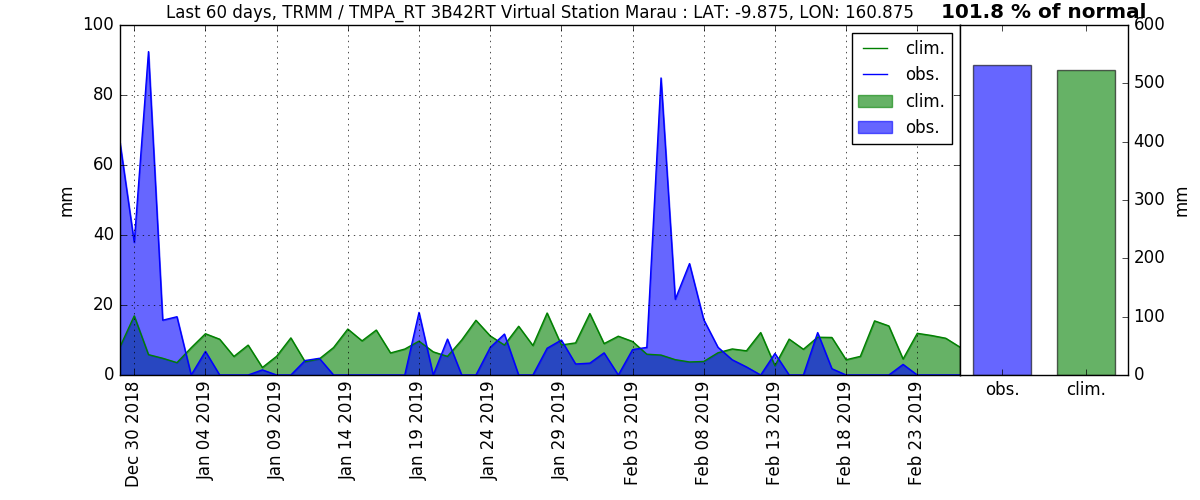 Last 60 days, TRMM / TMPA_RT 3B42RT Virtual Station Marau : LAT: -9.875, LON: 160.875
101.8 % of normal
100
80
60
40
20
0
mm
clim.
obs.
clim.
obs.
Dec 30 2018
Jan 04 2019
Jan 09 2019
Jan 14 2019
Jan 19 2019
Jan 24 2019
Jan 29 2019
Feb 03 2019
Feb 08 2019
Feb 13 2019
Feb 18 2019
Feb 23 2019
600
500
400
300
200
100
0
mm
obs.
clim.